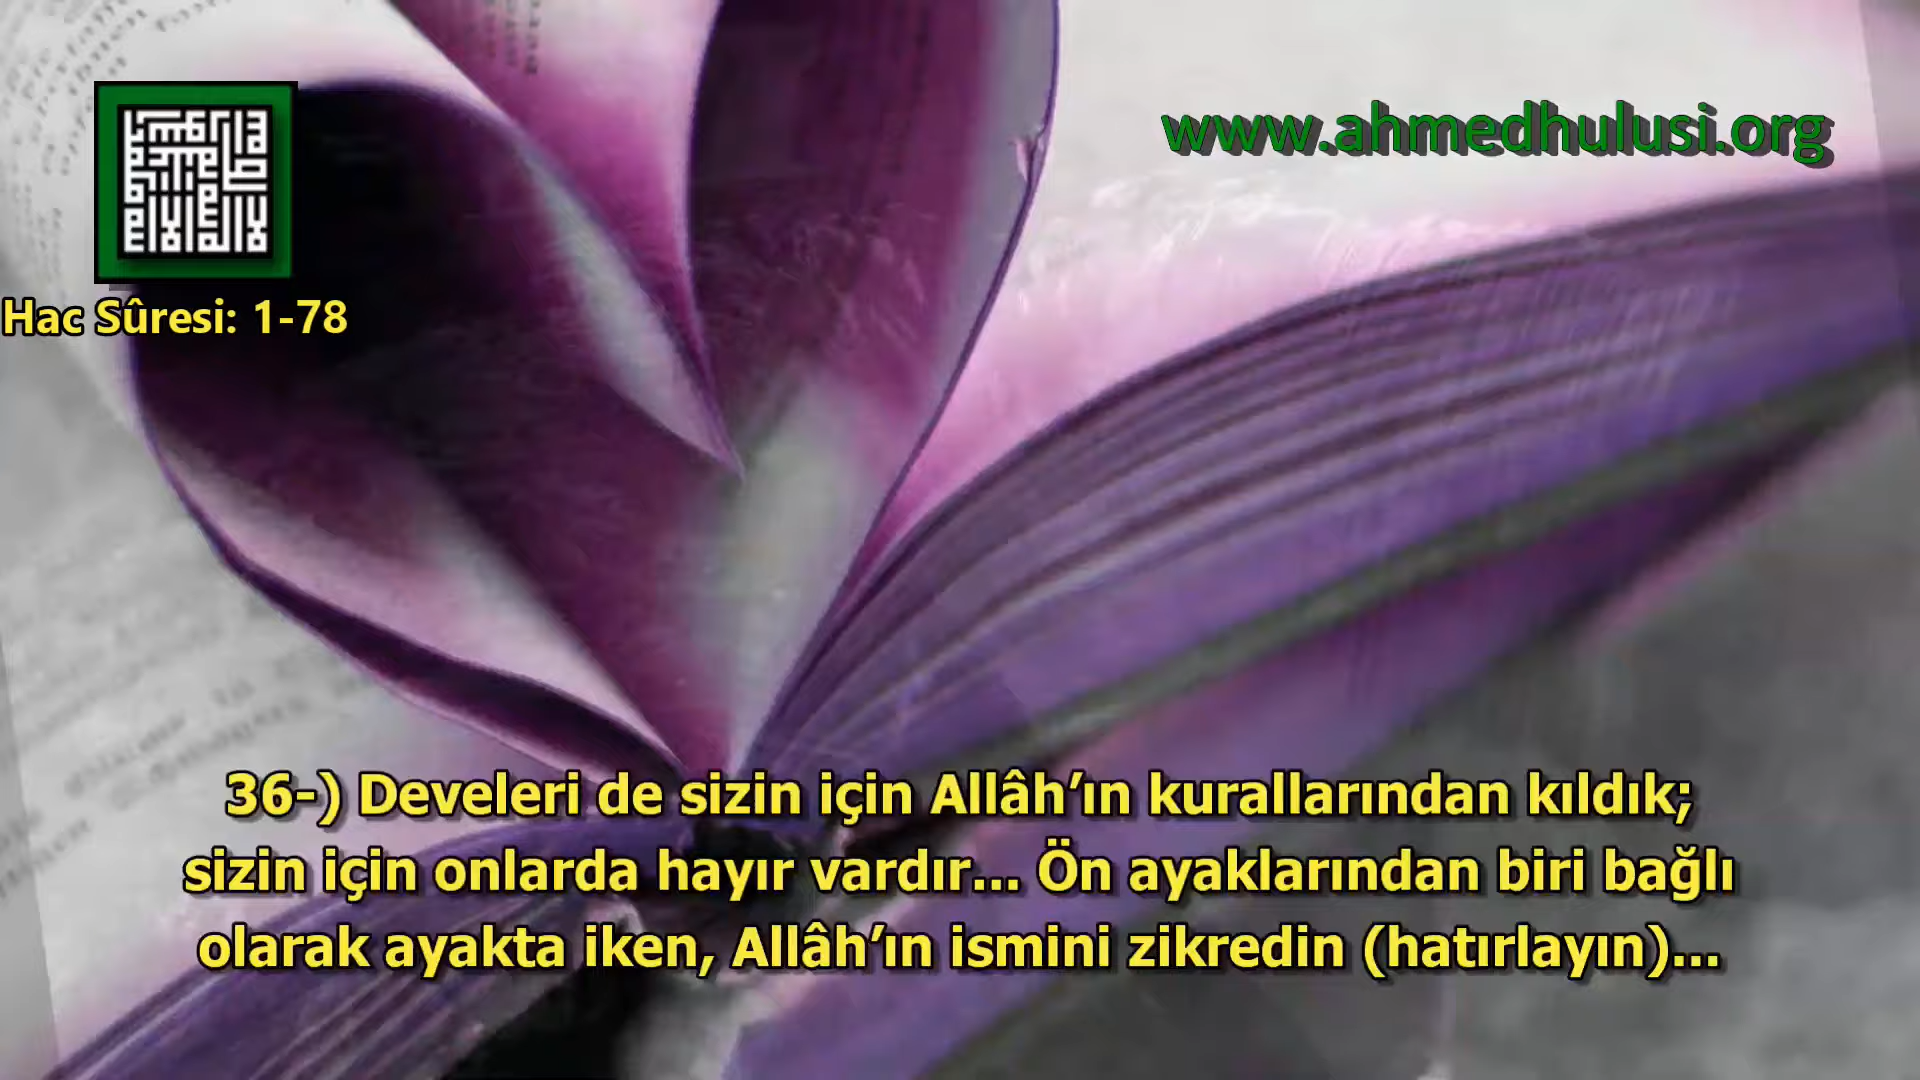 www.ahmedhulusi.org
Hac Sûresi: 1-78
36-) Develeri de sizin için Allâh’ın kurallarından kıldık;
sizin için onlarda hayır vardır... Ön ayaklarından biri bağlı
olarak ayakta iken, Allâh’ın ismini zikredin (hatırlayın)...